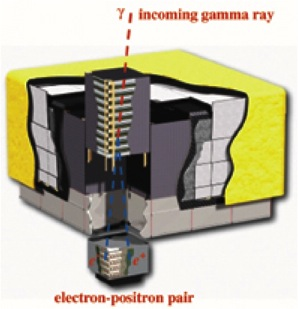 γ incoming gamma ray
e⁻ e⁺
electron-positron pair